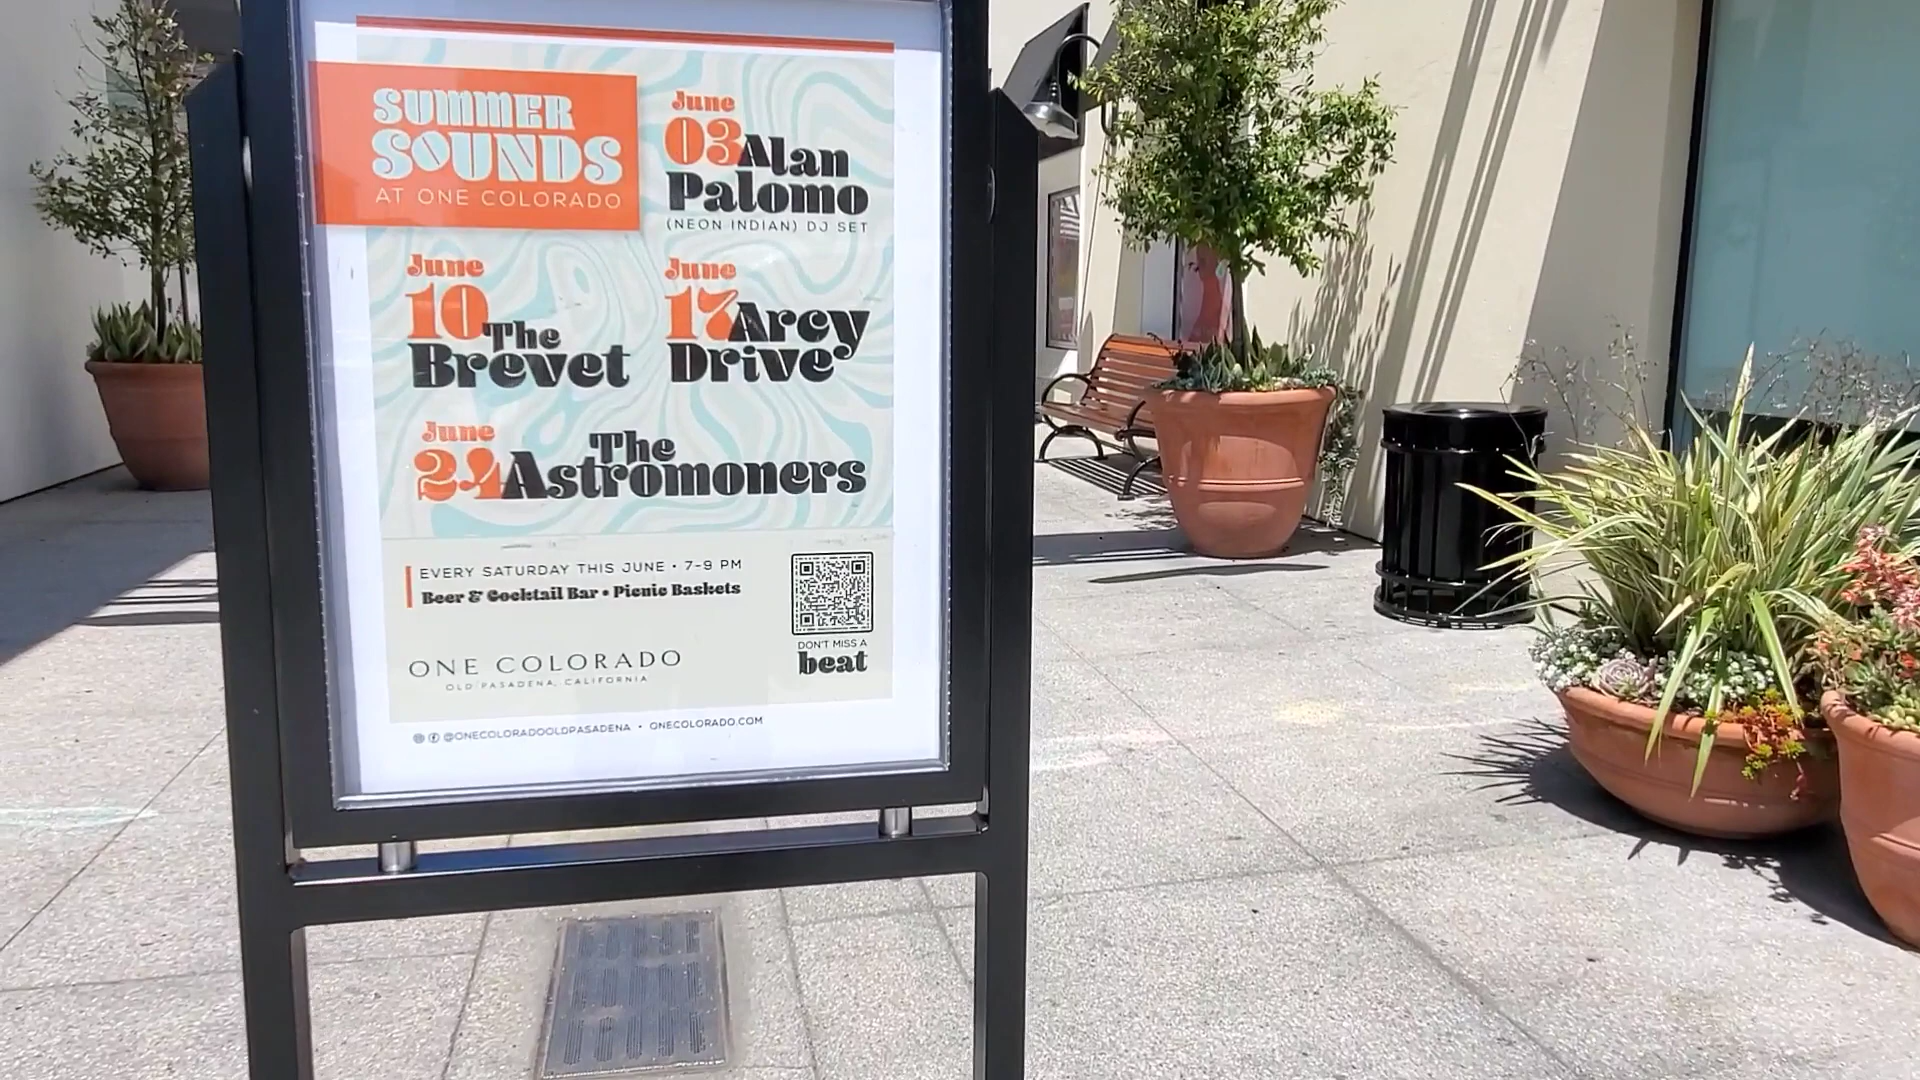 SUMMER
SOUNDS
AT ONE COLORADO
June
03 Alan
Palomo
(NEON INDIAN) DJ SET
June
10 The
Brevet
June
17 Arcy
Drive
June
24 The
Astromoners
EVERY SATURDAY THIS JUNE • 7-9 PM
Beer & Cocktail Bar • Picnic Baskets
DON'T MISS A
beat
ONE COLORADO
OLD PASADENA, CALIFORNIA
@ONECOLORADOOLDPASADENA • ONECOLORADO.COM